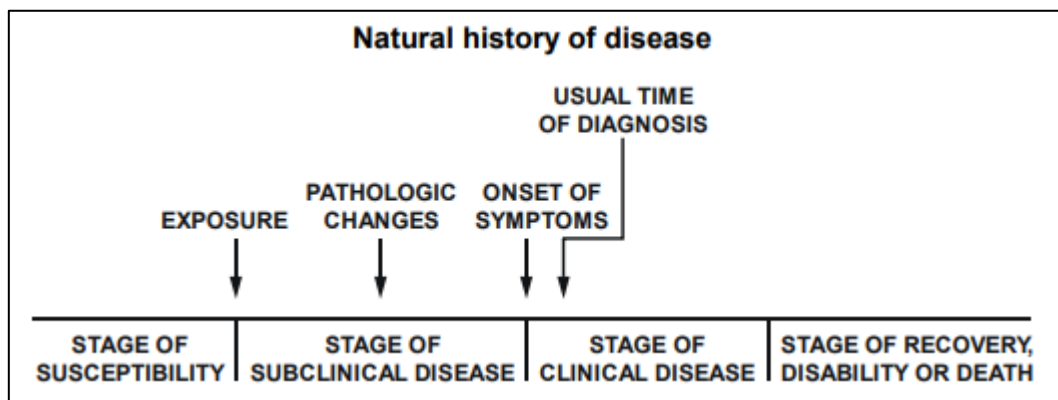 Natural history of disease
USUAL TIME
OF DIAGNOSIS
PATHOLOGIC
CHANGES
ONSET OF
SYMPTOMS
EXPOSURE
STAGE OF
SUSCEPTIBILITY
STAGE OF
SUBCLINICAL DISEASE
STAGE OF
CLINICAL DISEASE
STAGE OF RECOVERY,
DISABILITY OR DEATH